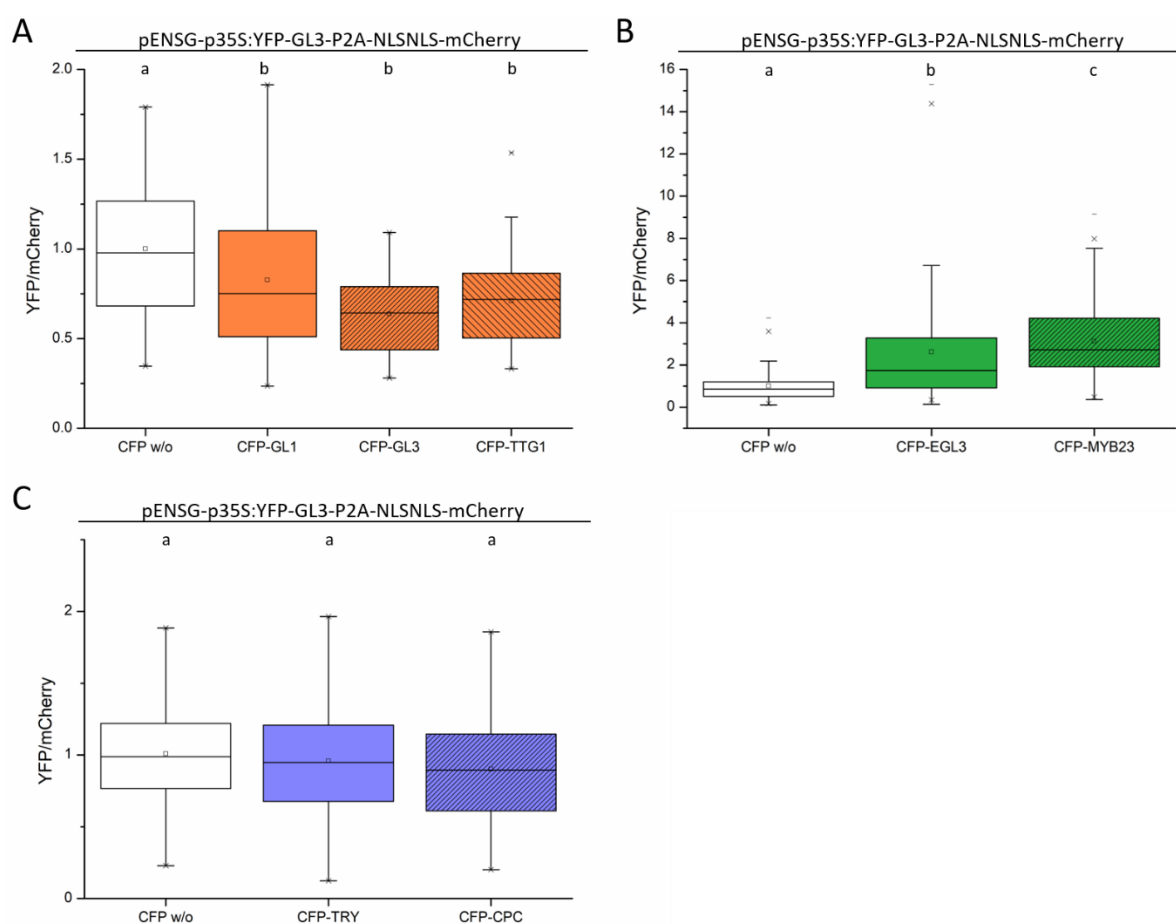 A
pENSG-p35S:YFP-GL3-P2A-NLSNLS-mCherry
a b b b
2.0
1.5
1.0
0.5
0.0
YFP/mCherry
CFP w/o CFP-GL1 CFP-GL3 CFP-TTG1
B
pENSG-p35S:YFP-GL3-P2A-NLSNLS-mCherry
a b c
16
14
12
10
8
6
4
2
0
YFP/mCherry
CFP w/o CFP-EGL3 CFP-MYB23
C
pENSG-p35S:YFP-GL3-P2A-NLSNLS-mCherry
a a a
2
1
0
YFP/mCherry
CFP w/o CFP-TRY CFP-CPC